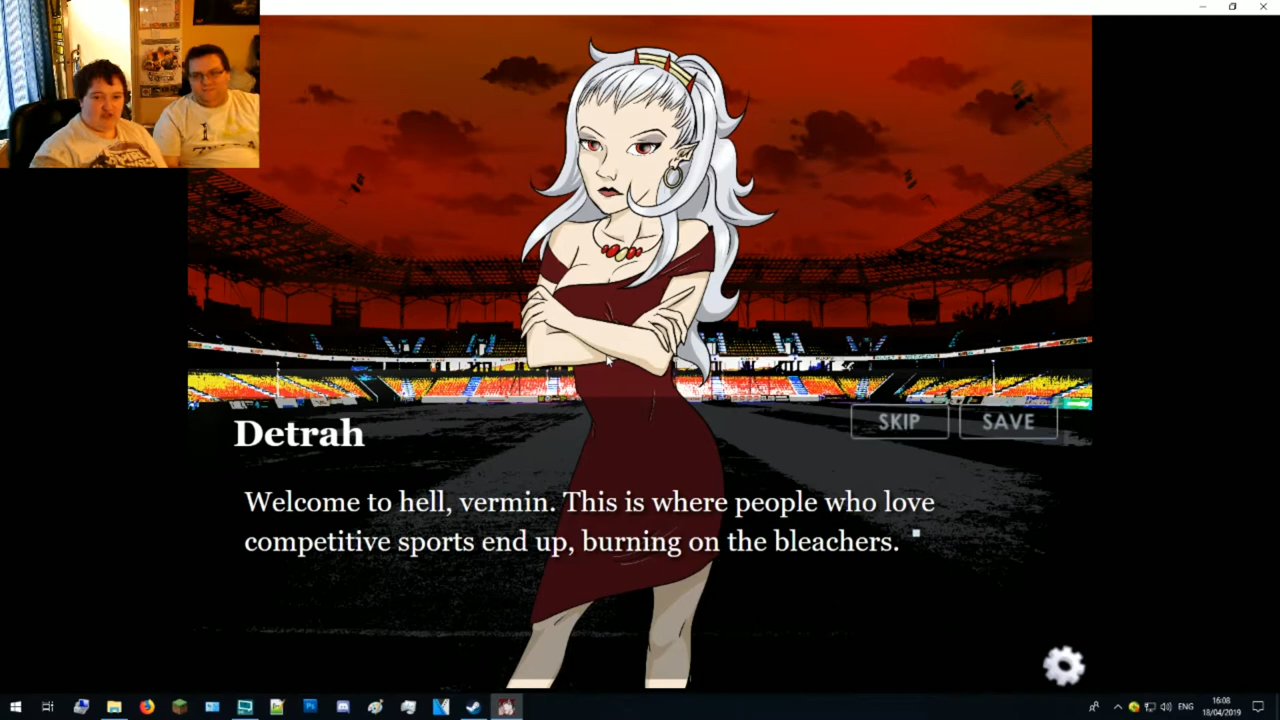 SKIP
SAVE
Detrah
Welcome to hell, vermin. This is where people who love
competitive sports end up, burning on the bleachers.
ENG
16:08
18/04/2019